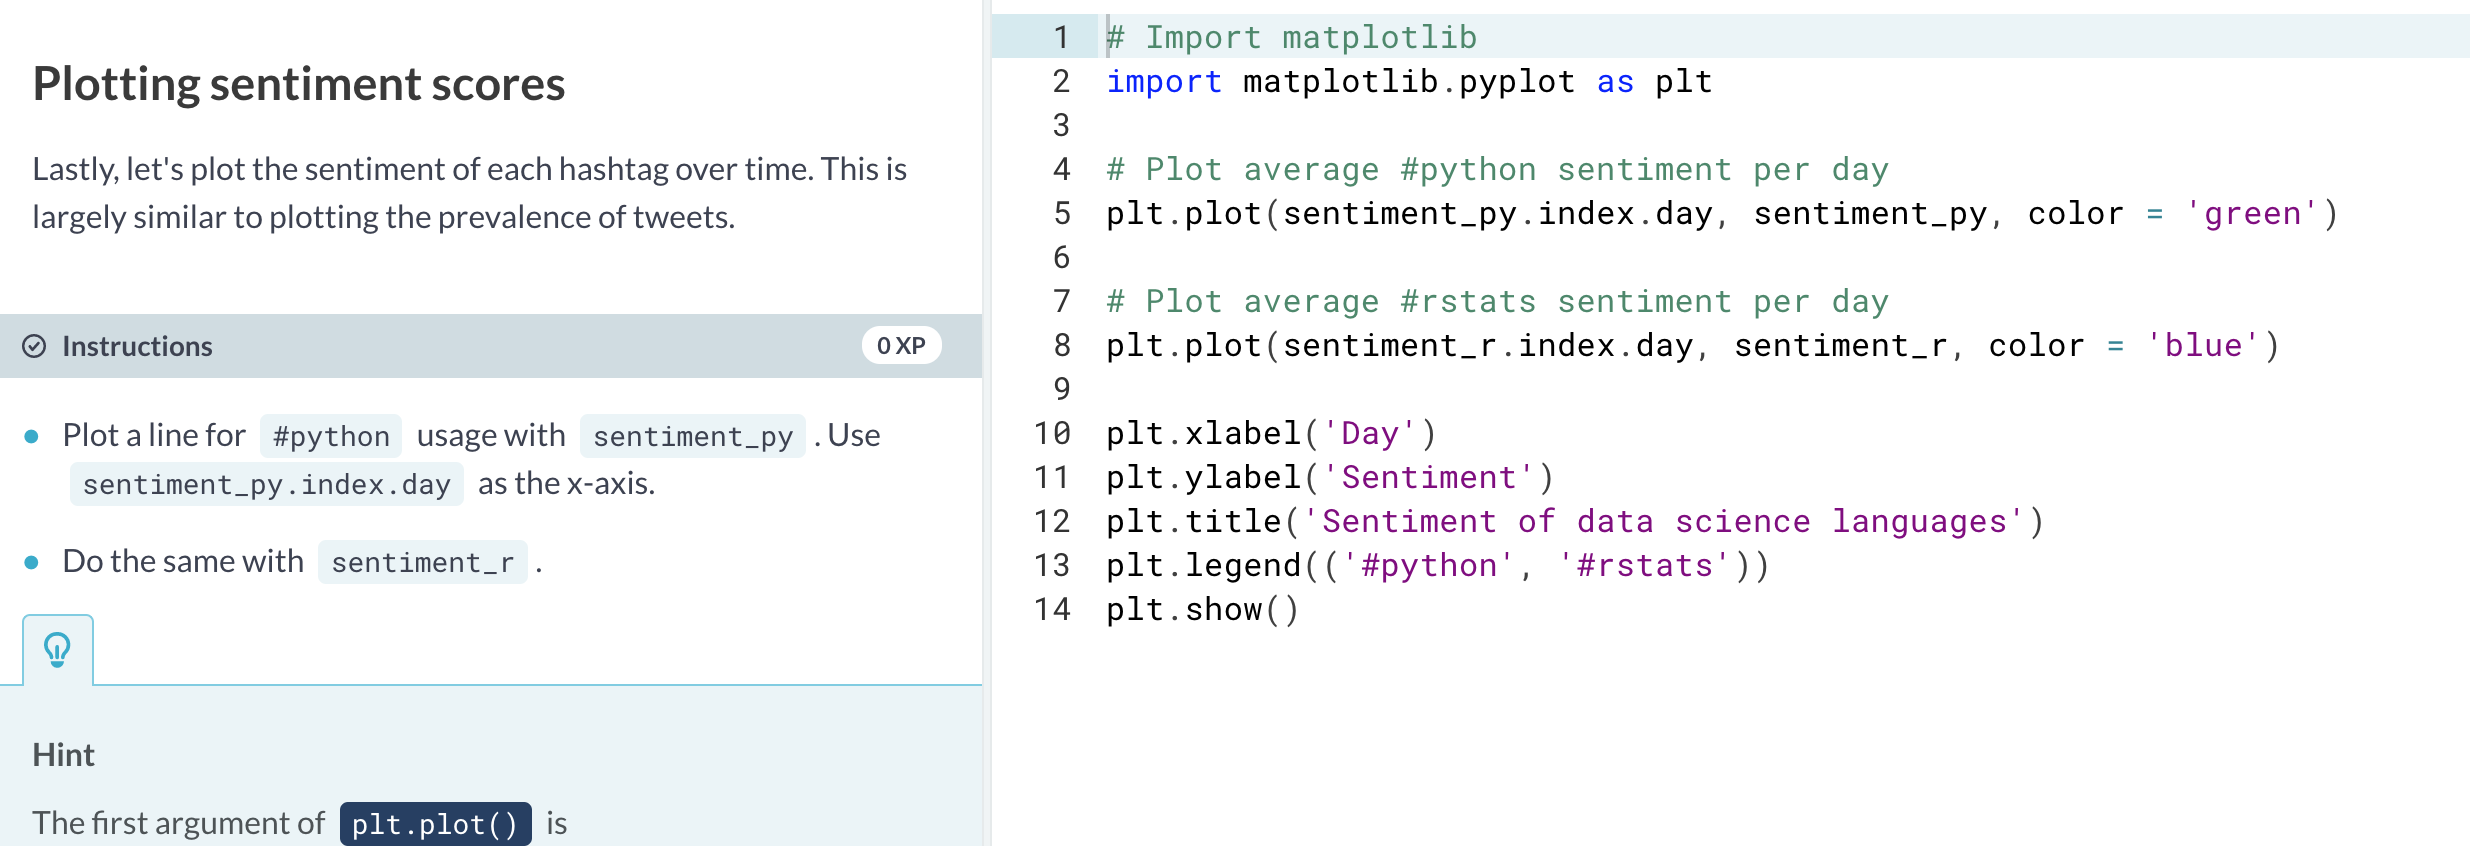 Plotting sentiment scores
Lastly, let's plot the sentiment of each hashtag over time. This is
largely similar to plotting the prevalence of tweets.
Instructions
0 XP
Plot a line for #python usage with sentiment_py . Use
sentiment_py.index.day as the x-axis.
Do the same with sentiment_r .
Hint
The first argument of plt.plot() is
1 # Import matplotlib
2 import matplotlib.pyplot as plt
3
4 # Plot average #python sentiment per day
5 plt.plot(sentiment_py.index.day, sentiment_py, color = 'green')
6
7 # Plot average #rstats sentiment per day
8 plt.plot(sentiment_r.index.day, sentiment_r, color = 'blue')
9
10 plt.xlabel('Day')
11 plt.ylabel('Sentiment')
12 plt.title('Sentiment of data science languages')
13 plt.legend(('#python', '#rstats'))
14 plt.show()